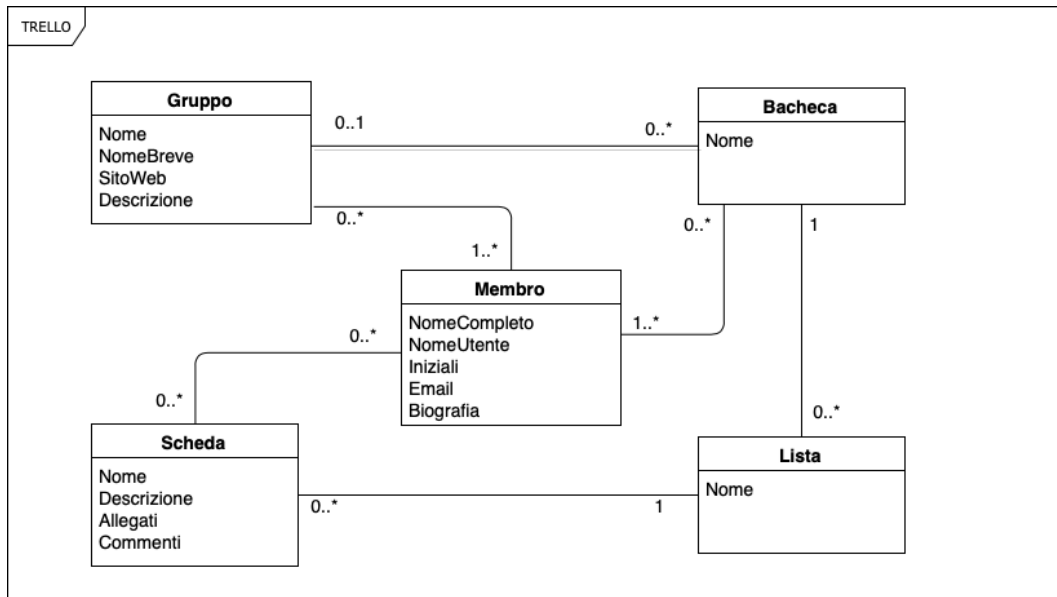 TRELLO
Gruppo
Nome
NomeBreve
SitoWeb
Descrizione
0..1
0..*
Bacheca
Nome
0..*
1..*
0..*
1
Membro
NomeCompleto
NomeUtente
Iniziali
Email
Biografia
1..*
0..*
0..*
0..*
Scheda
Nome
Descrizione
Allegati
Commenti
0..*
1
Lista
Nome